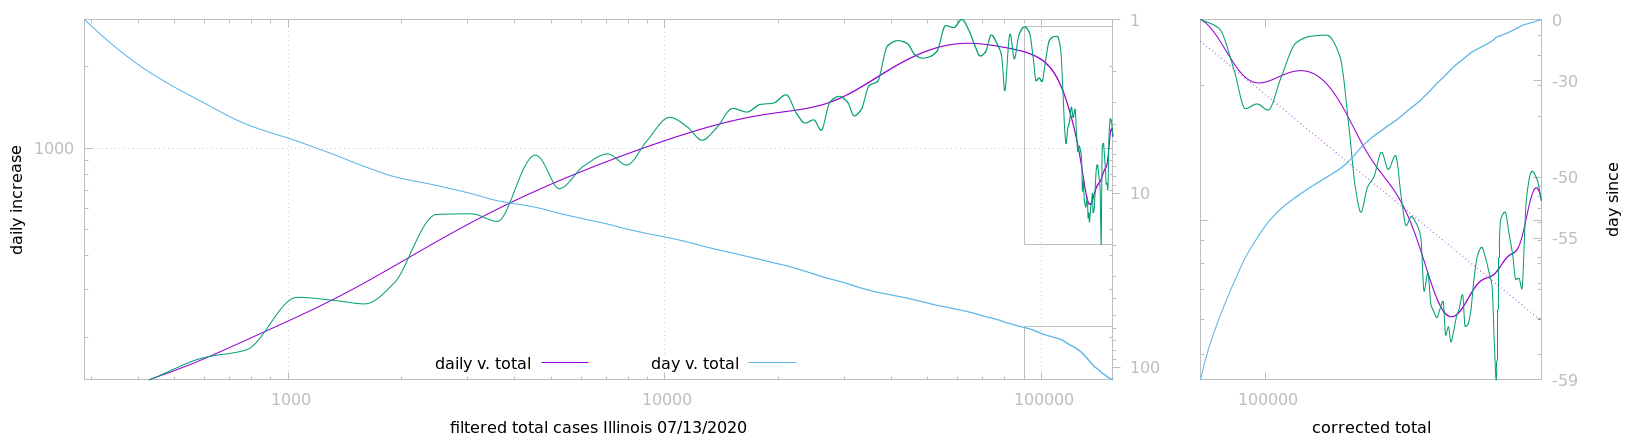 1
0
-30
1000
-50
daily increase
day since
10
-55
daily v. total
day v. total
100
-59
1000
10000
100000
100000
filtered total cases Illinois 07/13/2020
corrected total